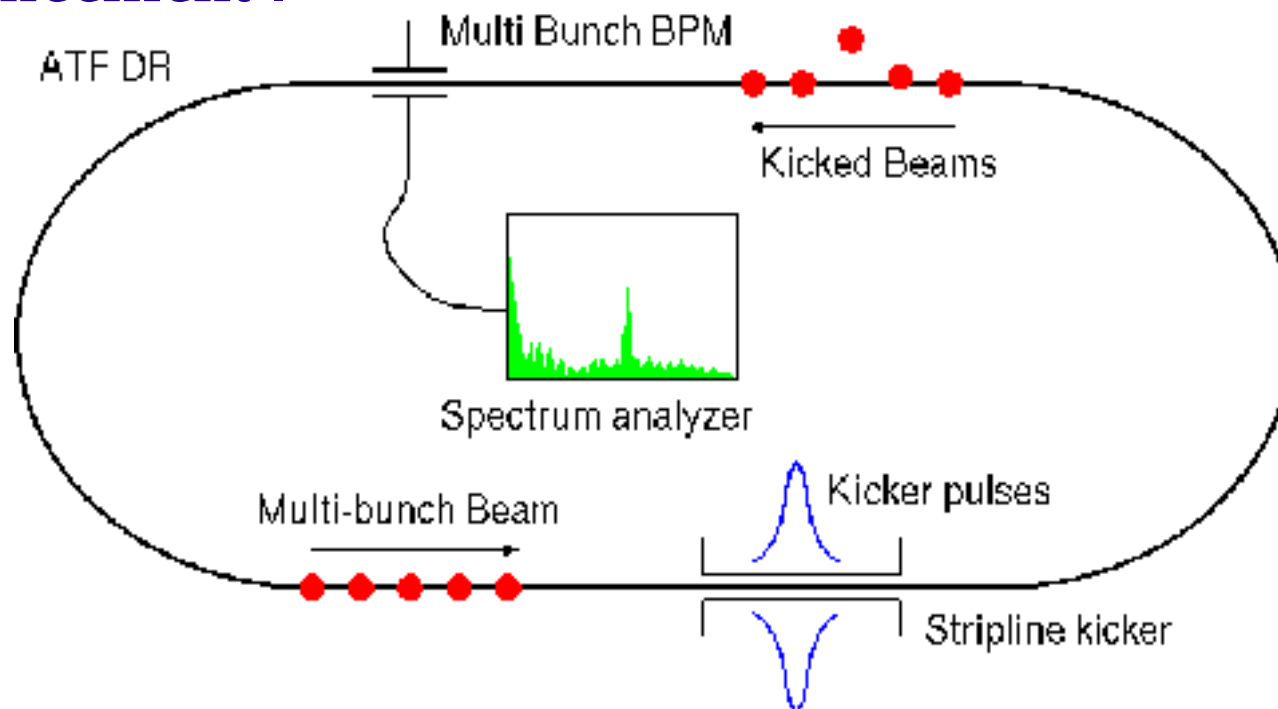 ATF DR
Multi Bunch BPM
Kicked Beams
Spectrum analyzer
Multi-bunch Beam
Kicker pulses
Stripline kicker